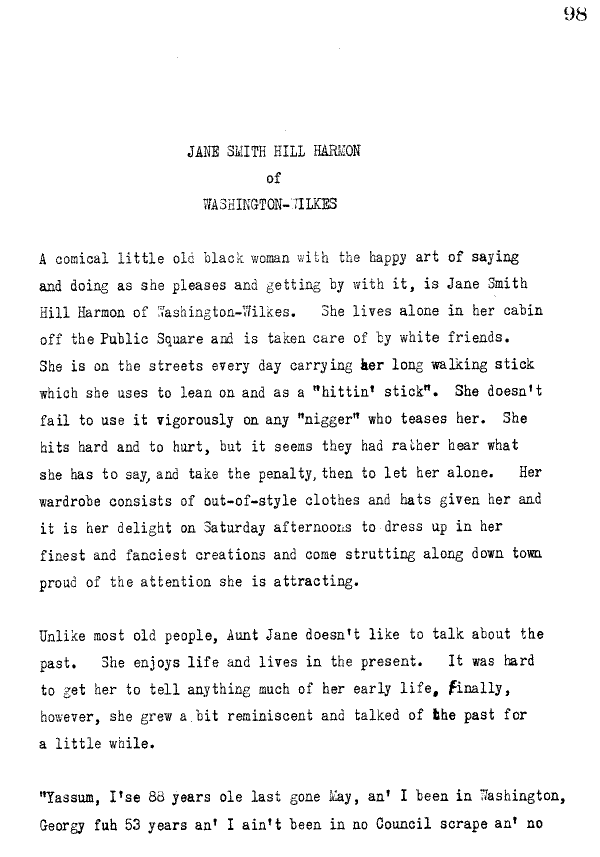 98
JANE SMITH HILL HARMON
of
WASHINGTON-WILKES
A comical little old black woman with the happy art of saying
and doing as she pleases and getting by with it, is Jane Smith
Hill Harmon of Washington-Wilkes. She lives alone in her cabin
off the Public Square and is taken care of by white friends.
She is on the streets every day carrying her long walking stick
which she uses to lean on and as a "hittin' stick". She doesn't
fail to use it vigorously on any "nigger" who teases her. She
hits hard and to hurt, but it seems they had rather hear what
she has to say, and take the penalty, then to let her alone. Her
wardrobe consists of out-of-style clothes and hats given her and
it is her delight on Saturday afternoons to dress up in her
finest and fanciest creations and come strutting along down town
proud of the attention she is attracting.
Unlike most old people, Aunt Jane doesn't like to talk about the
past. She enjoys life and lives in the present. It was hard
to get her to tell anything much of her early life, finally,
however, she grew a bit reminiscent and talked of the past for
a little while.
"Yassum, I'se 88 years ole last gone May, an' I been in Washington,
Georgy fuh 53 years an' I ain't been in no Council scrape an' no